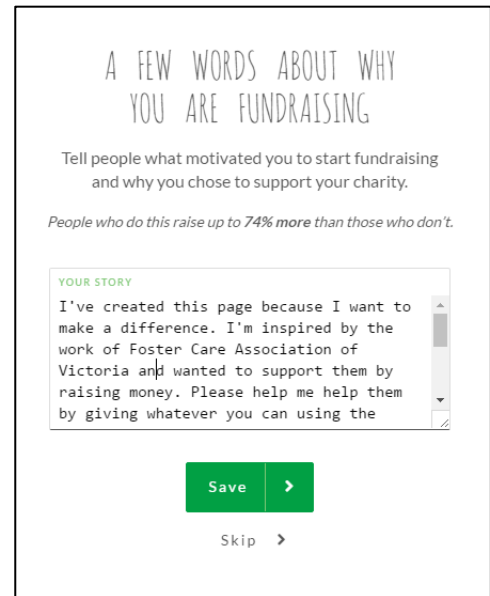 A FEW WORDS ABOUT WHY
YOU ARE FUNDRAISING
Tell people what motivated you to start fundraising
and why you chose to support your charity.
People who do this raise up to 74% more than those who don't.
YOUR STORY
I've created this page because I want to
make a difference. I'm inspired by the
work of Foster Care Association of
Victoria and wanted to support them by
raising money. Please help me help them
by giving whatever you can using the
Save
Skip